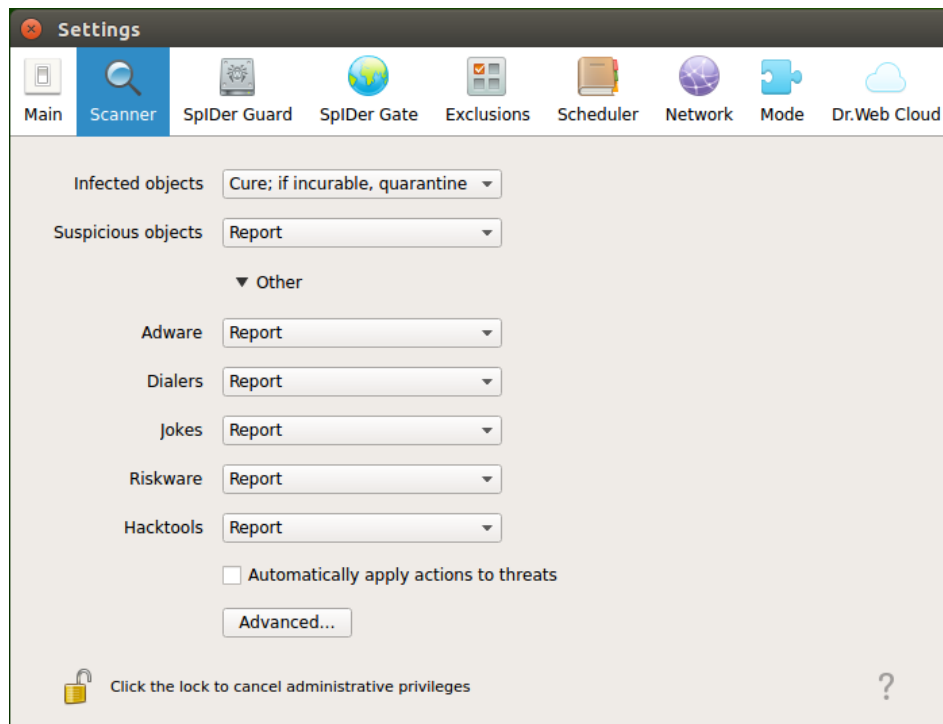 Settings
Main Scanner SpIDer Guard SpIDer Gate Exclusions Scheduler Network Mode Dr.Web Cloud
Infected objects Cure; if incurable, quarantine
Suspicious objects Report
Other
Adware Report
Dialers Report
Jokes Report
Riskware Report
Hacktools Report
Automatically apply actions to threats
Advanced...
Click the lock to cancel administrative privileges ?